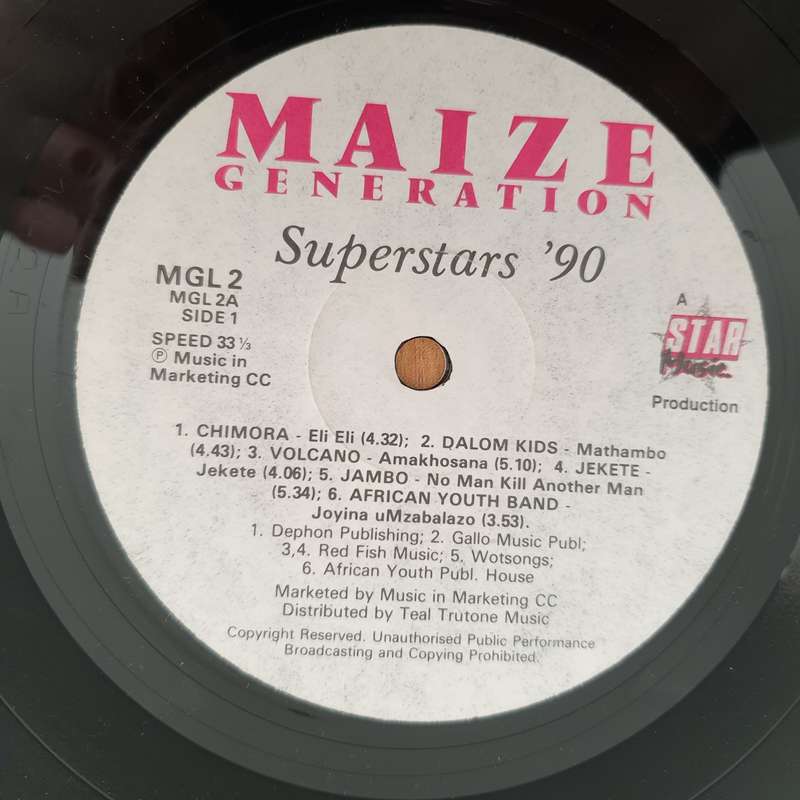 MAIZE
GENERATION
Superstars '90
MGL 2
MGL 2A
SIDE 1
SPEED 33 ⅓
Ⓟ Music in
Marketing CC
A
STAR
Music
Production
1. CHIMORA - Eli Eli (4.32); 2. DALOM KIDS - Mathambo
(4.43); 3. VOLCANO - Amakhosana (5.10); 4. JEKETE -
Jekete (4.06); 5. JAMBO - No Man Kill Another Man
(5.34); 6. AFRICAN YOUTH BAND -
Joyina uMzabalazo (3.53).
1. Dephon Publishing; 2. Gallo Music Publ;
3,4. Red Fish Music; 5. Wotsongs;
6. African Youth Publ. House
Marketed by Music in Marketing CC
Distributed by Teal Trutone Music
Copyright Reserved. Unauthorised Public Performance
Broadcasting and Copying Prohibited.